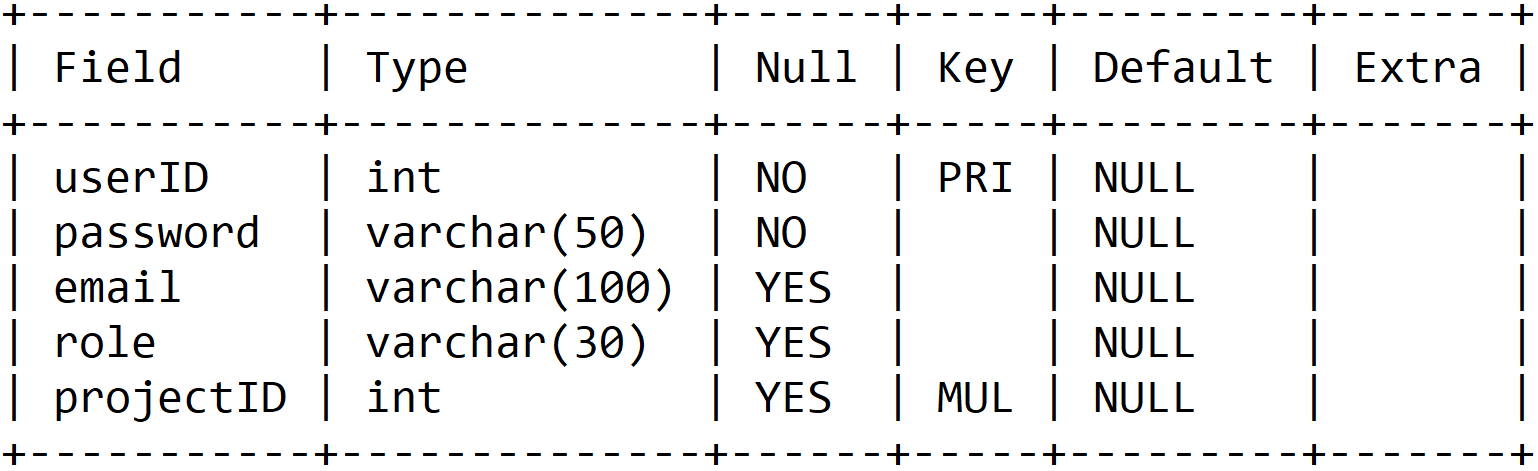 +-----------+--------------+------+-----+---------+-------+
| Field     | Type         | Null | Key | Default | Extra |
+-----------+--------------+------+-----+---------+-------+
| userID    | int          | NO   | PRI | NULL    |       |
| password  | varchar(50)  | NO   |     | NULL    |       |
| email     | varchar(100) | YES  |     | NULL    |       |
| role      | varchar(30)  | YES  |     | NULL    |       |
| projectID | int          | YES  | MUL | NULL    |       |
+-----------+--------------+------+-----+---------+-------+